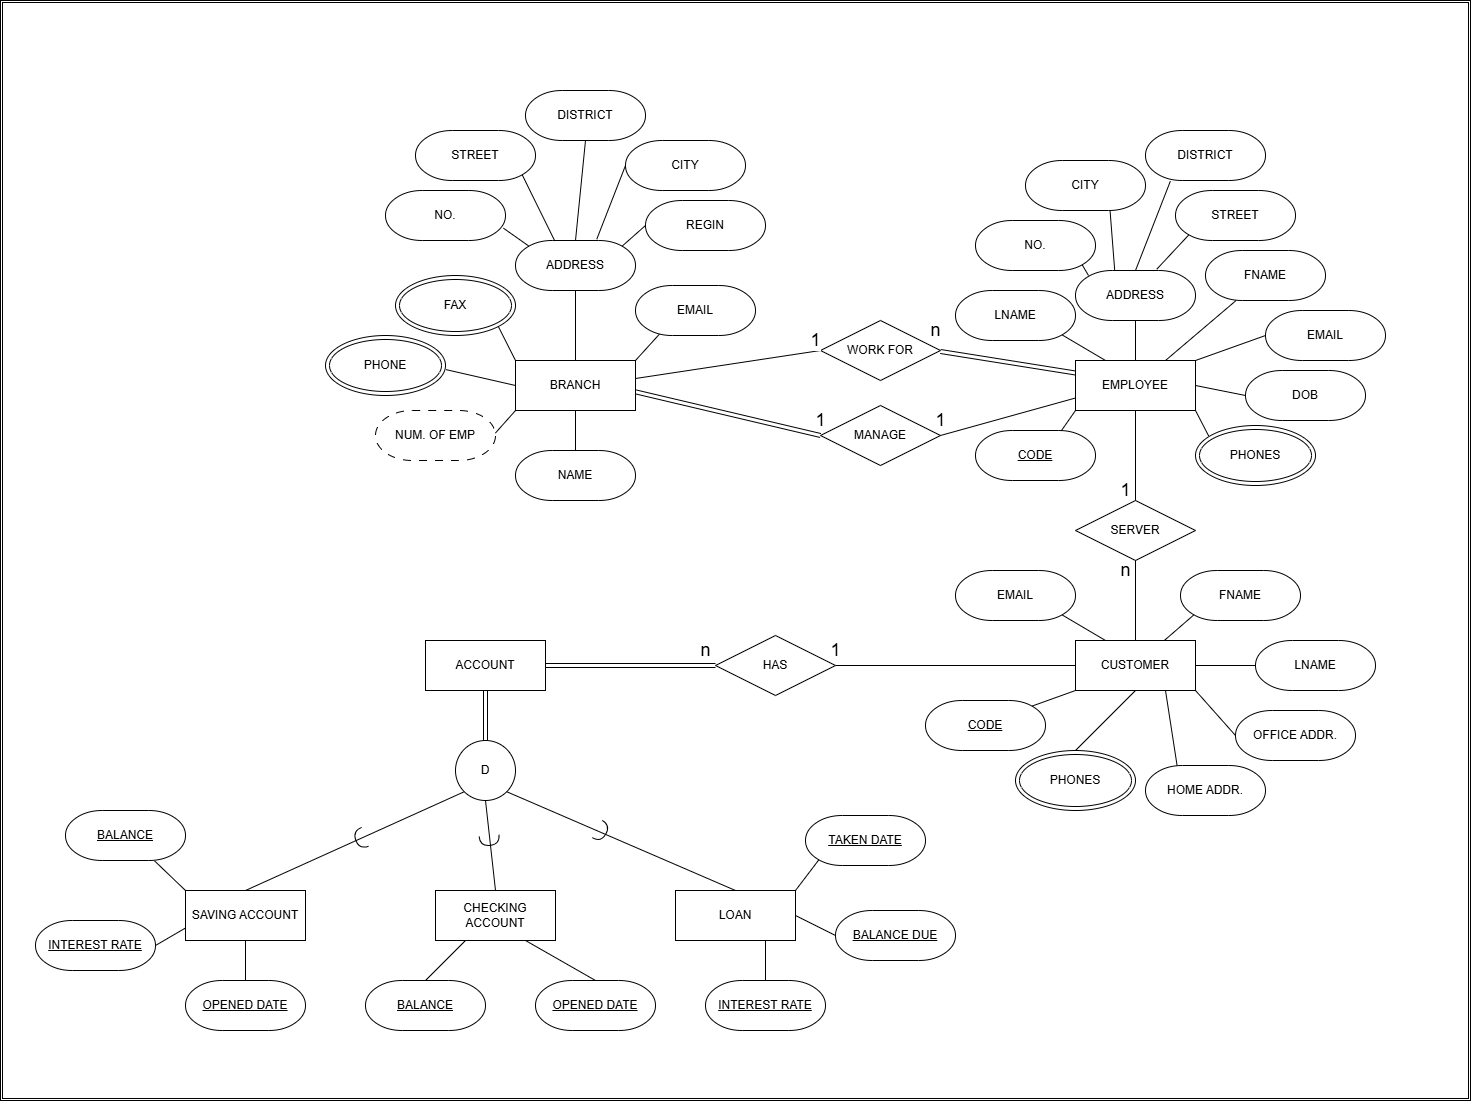 DISTRICT
STREET
CITY
NO.
REGIN
ADDRESS
FAX
EMAIL
PHONE
BRANCH
NUM. OF EMP
NAME
1
WORK FOR
n
1
MANAGE
1
DISTRICT
CITY
STREET
NO.
FNAME
ADDRESS
LNAME
EMAIL
EMPLOYEE
DOB
CODE
PHONES
1
SERVER
n
EMAIL
FNAME
ACCOUNT
n
HAS
1
CUSTOMER
LNAME
CODE
OFFICE ADDR.
PHONES
HOME ADDR.
D
BALANCE
TAKEN DATE
SAVING ACCOUNT
CHECKING
ACCOUNT
LOAN
INTEREST RATE
BALANCE DUE
OPENED DATE
BALANCE
OPENED DATE
INTEREST RATE